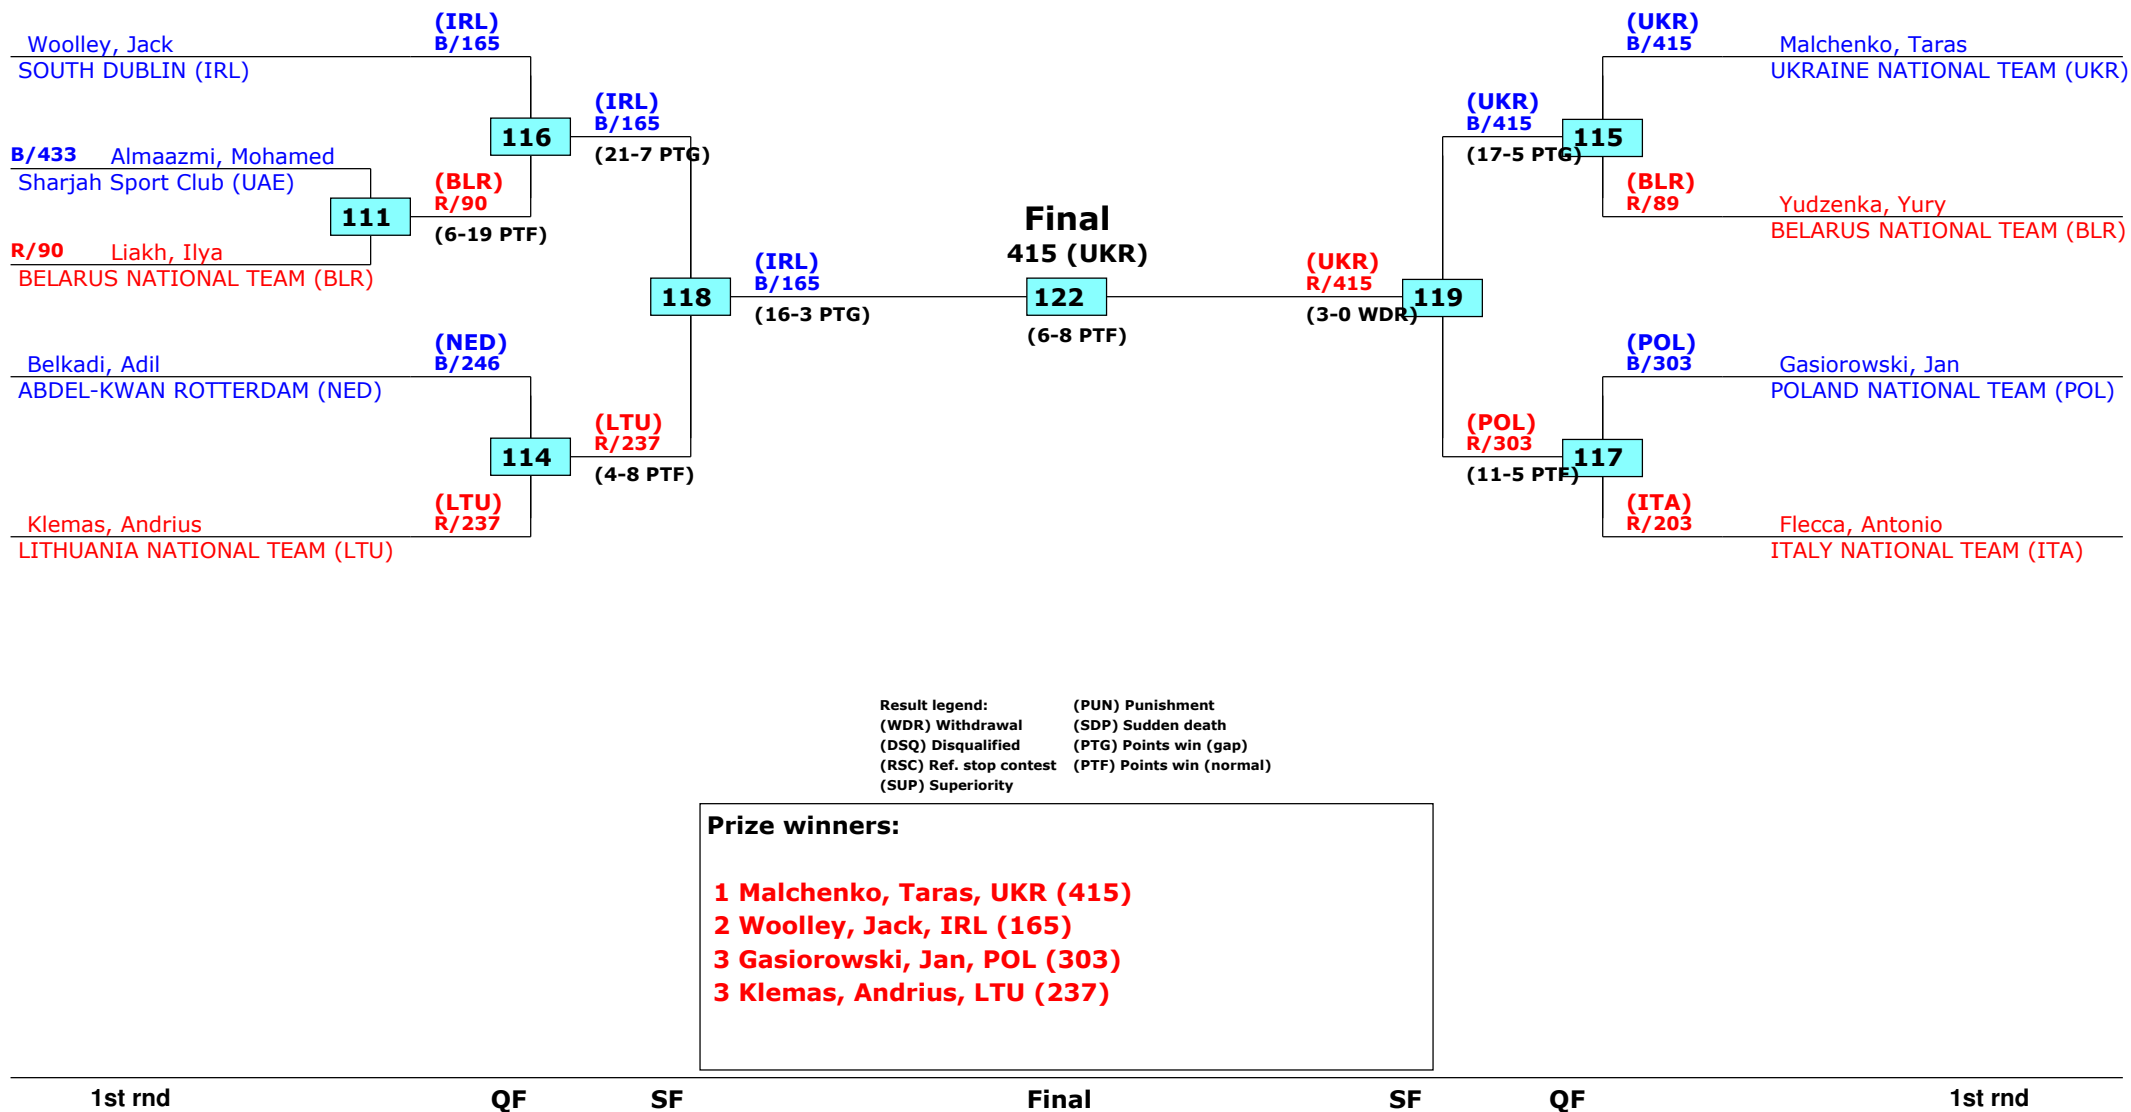 (IRL)
B/165
Woolley, Jack
SOUTH DUBLIN (IRL)
(IRL)
B/165
116
(21-7 PTG)
B/433 Almaazmi, Mohamed
Sharjah Sport Club (UAE)
(BLR)
R/90
111
(6-19 PTF)
R/90 Liakh, Ilya
BELARUS NATIONAL TEAM (BLR)
(IRL)
B/165
118
(16-3 PTG)
(NED)
B/246
Belkadi, Adil
ABDEL-KWAN ROTTERDAM (NED)
(LTU)
R/237
114
(4-8 PTF)
(LTU)
R/237
Klemas, Andrius
LITHUANIA NATIONAL TEAM (LTU)
Final
415 (UKR)
122
(6-8 PTF)
(UKR)
B/415
Malchenko, Taras
UKRAINE NATIONAL TEAM (UKR)
(UKR)
B/415
115
(17-5 PTG)
(BLR)
R/89
Yudzenka, Yury
BELARUS NATIONAL TEAM (BLR)
(UKR)
R/415
119
(3-0 WDR)
(POL)
B/303
Gasiorowski, Jan
POLAND NATIONAL TEAM (POL)
(POL)
R/303
117
(11-5 PTF)
(ITA)
R/203
Flecca, Antonio
ITALY NATIONAL TEAM (ITA)
Result legend: (PUN) Punishment
(WDR) Withdrawal (SDP) Sudden death
(DSQ) Disqualified (PTG) Points win (gap)
(RSC) Ref. stop contest (PTF) Points win (normal)
(SUP) Superiority
Prize winners:
1 Malchenko, Taras, UKR (415)
2 Woolley, Jack, IRL (165)
3 Gasiorowski, Jan, POL (303)
3 Klemas, Andrius, LTU (237)
1st rnd QF SF Final SF QF 1st rnd